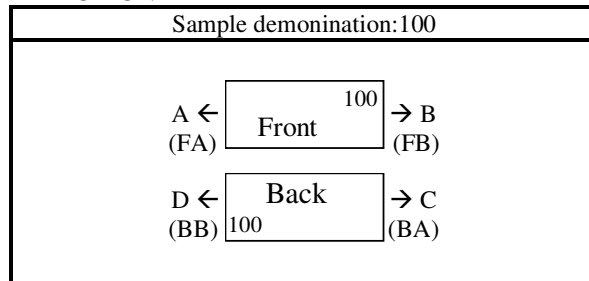 Sample demonination:100
100
A ← → B
Front
(FA) (FB)
D ← Back → C
(BB) 100 (BA)